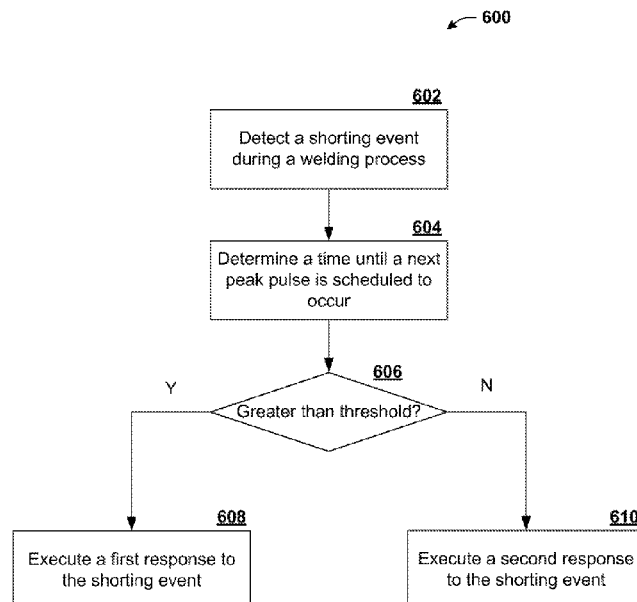 600
602
Detect a shorting event
during a welding process
604
Determine a time until a next
peak pulse is scheduled to
occur
606
Y
N
Greater than threshold?
608
610
Execute a first response to
the shorting event
Execute a second response
to the shorting event